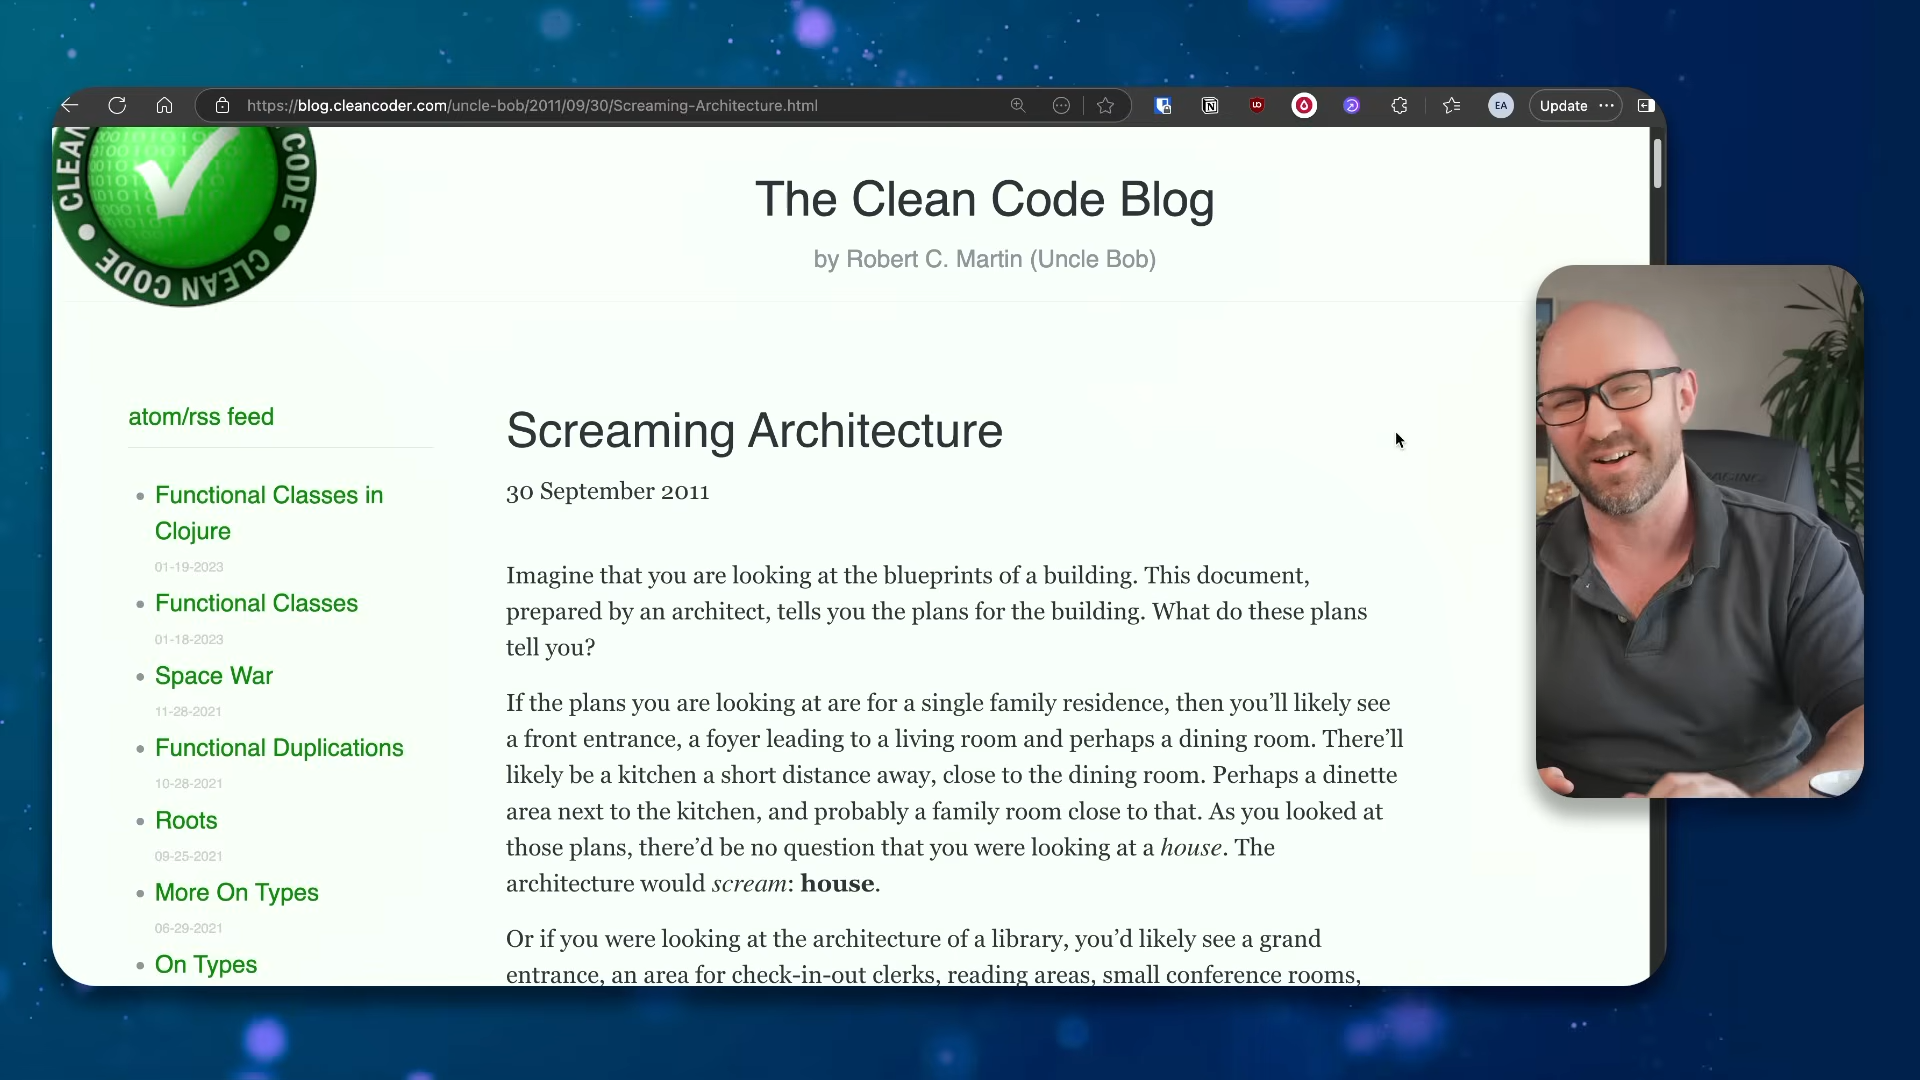 https://blog.cleancoder.com/uncle-bob/2011/09/30/Screaming-Architecture.html
UD
EA
Update
CLEAN CODE
CLEAN CODE
The Clean Code Blog
by Robert C. Martin (Uncle Bob)
atom/rss feed
Functional Classes in
Clojure
01-19-2023
Functional Classes
01-18-2023
Space War
11-28-2021
Functional Duplications
10-28-2021
Roots
09-25-2021
More On Types
06-29-2021
On Types
Screaming Architecture
30 September 2011
Imagine that you are looking at the blueprints of a building. This document,
prepared by an architect, tells you the plans for the building. What do these plans
tell you?
If the plans you are looking at are for a single family residence, then you’ll likely see
a front entrance, a foyer leading to a living room and perhaps a dining room. There’ll
likely be a kitchen a short distance away, close to the dining room. Perhaps a dinette
area next to the kitchen, and probably a family room close to that. As you looked at
those plans, there’d be no question that you were looking at a house. The
architecture would scream: house.
Or if you were looking at the architecture of a library, you’d likely see a grand
entrance, an area for check-in-out clerks, reading areas, small conference rooms,